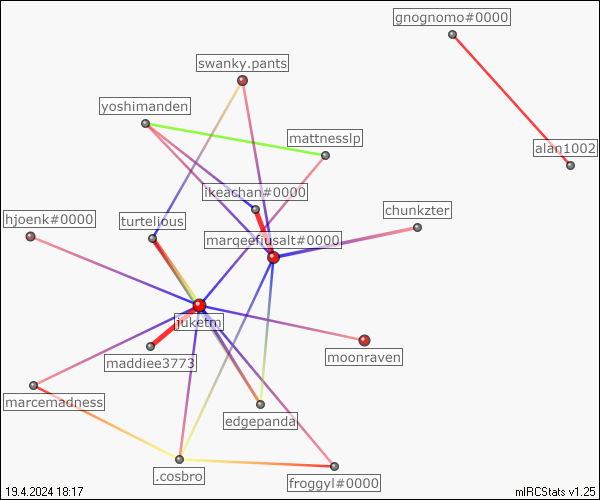 gnognomo#0000
swanky.pants
yoshimanden
mattnesslp
alan1002
ikeachan#0000
chunkzter
hjoenk#0000
turtelious
marqeefiusalt#0000
juketm
moonraven
maddiee3773
marcemadness
edgepanda
.cosbro
froggyl#0000
19.4.2024 18:17
mIRCStats v1.25